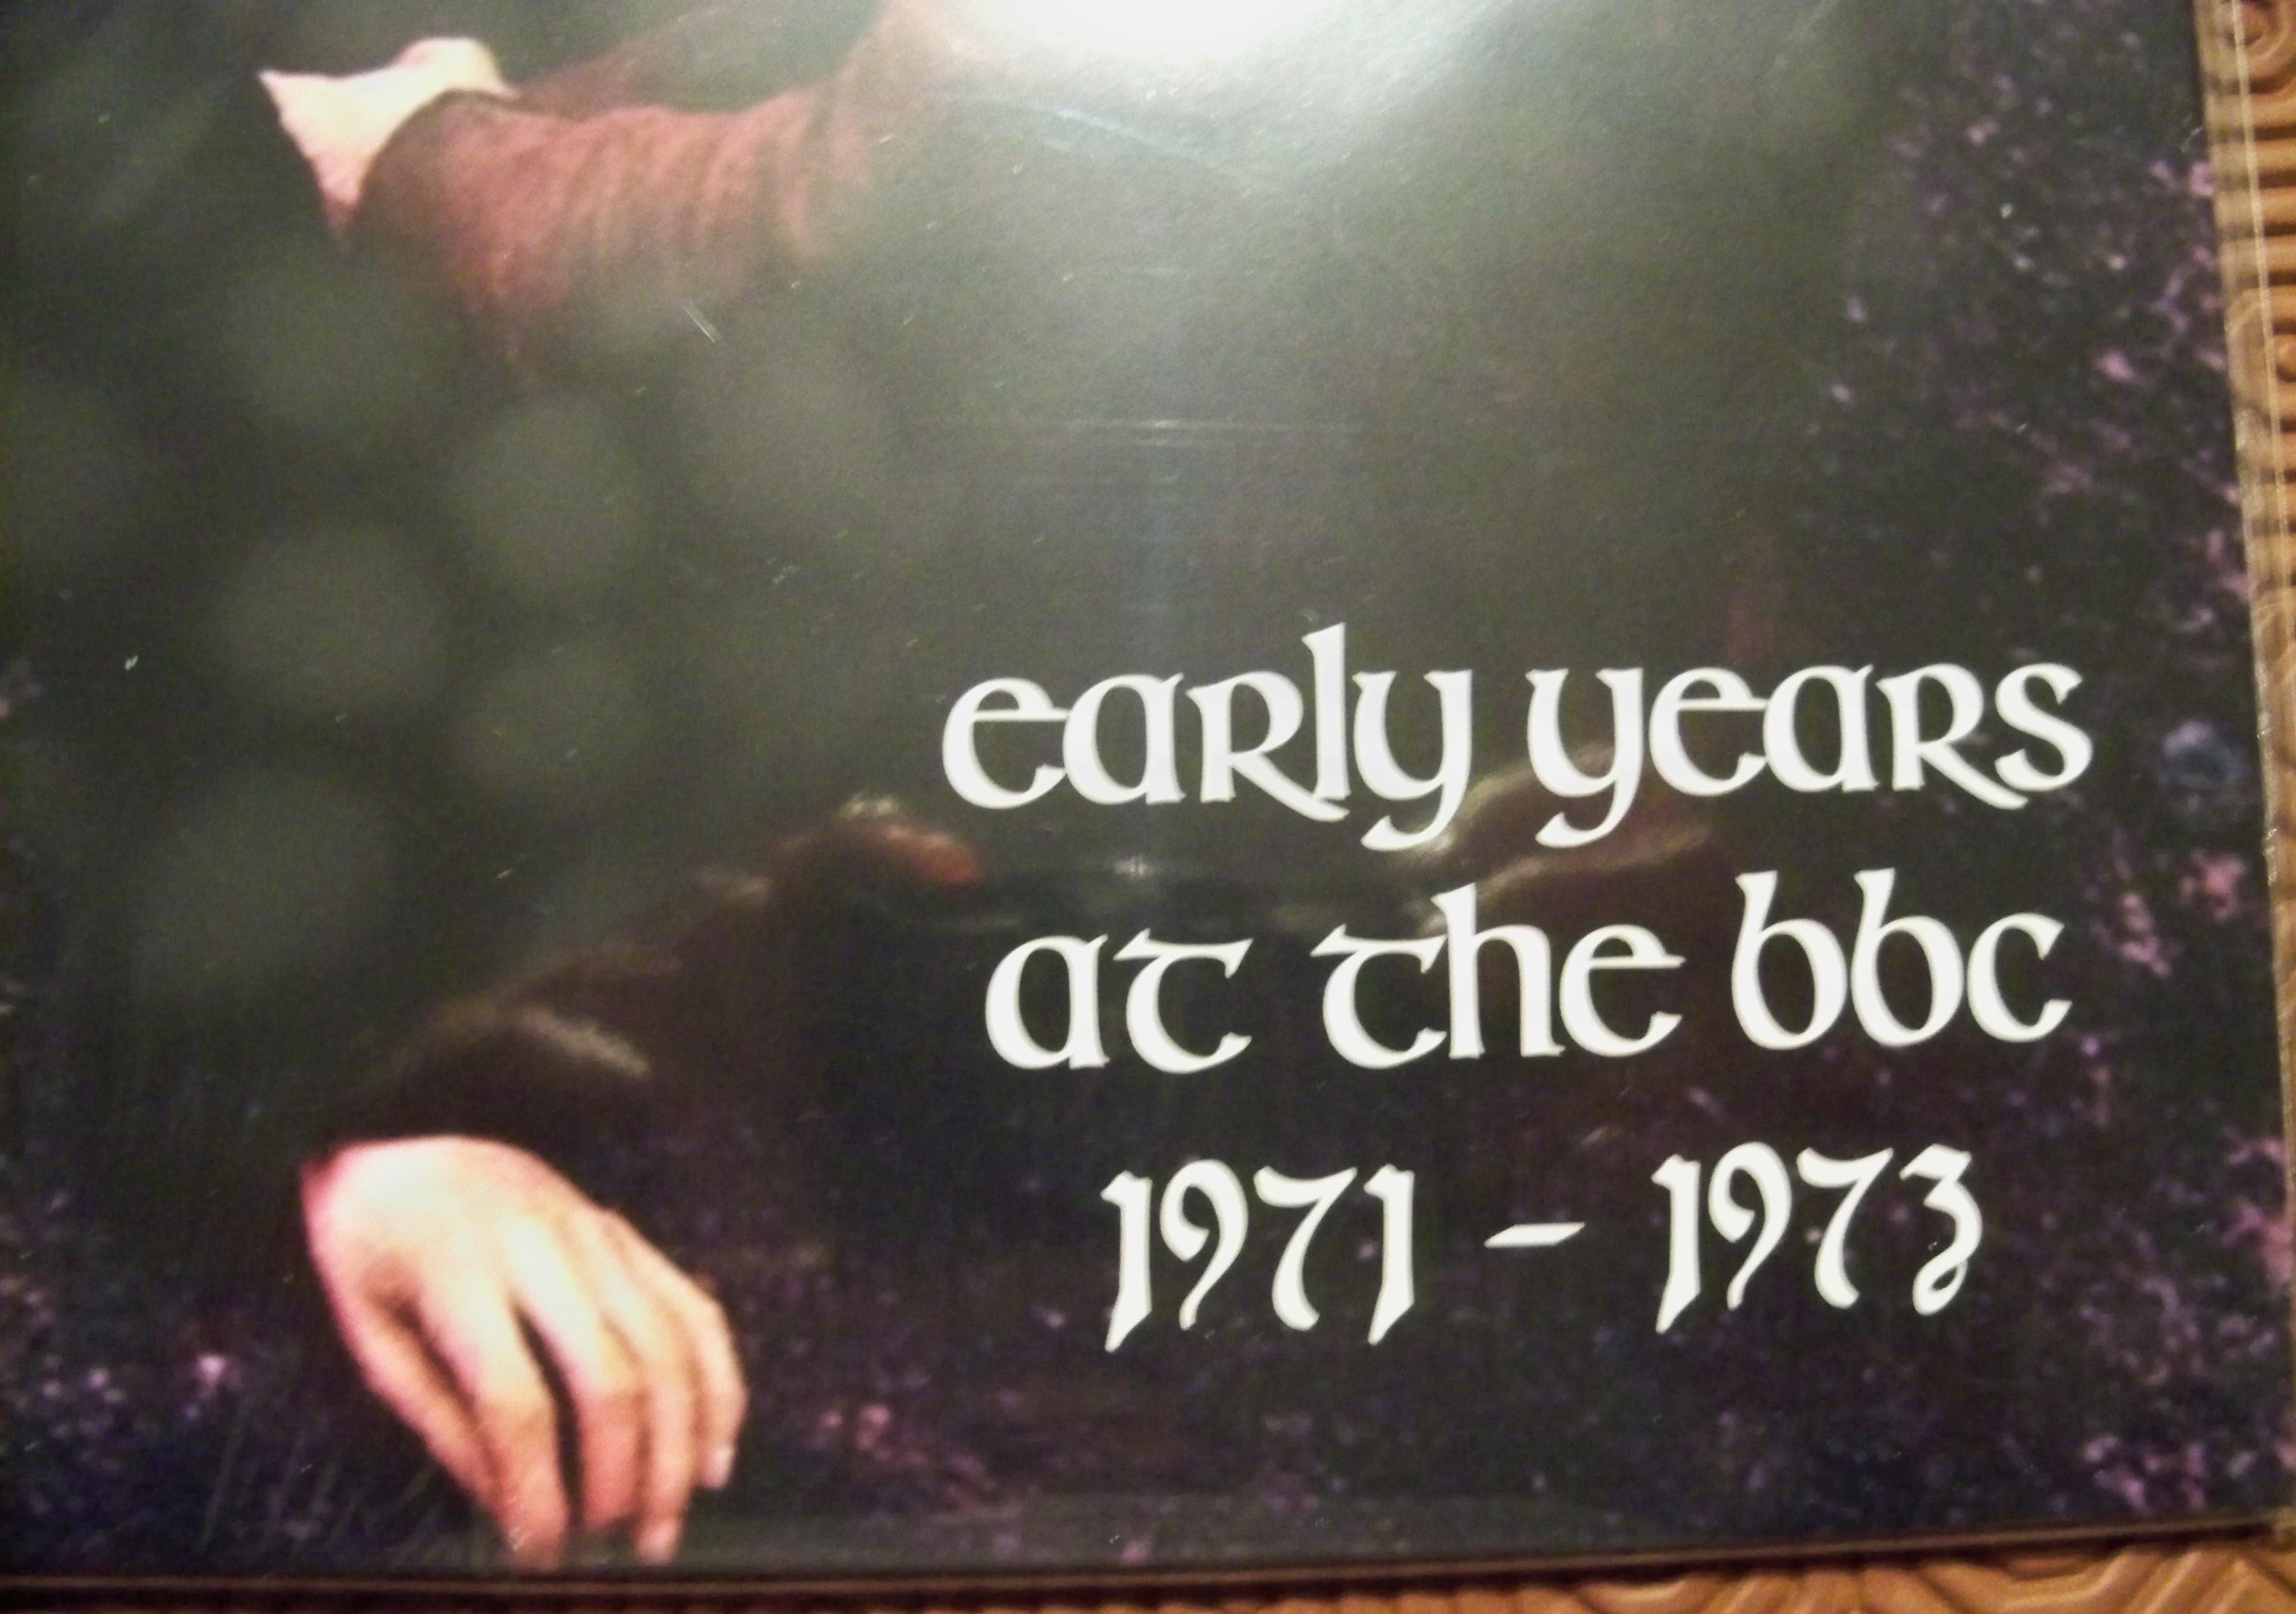 early years
at the bbc
1971 - 1973